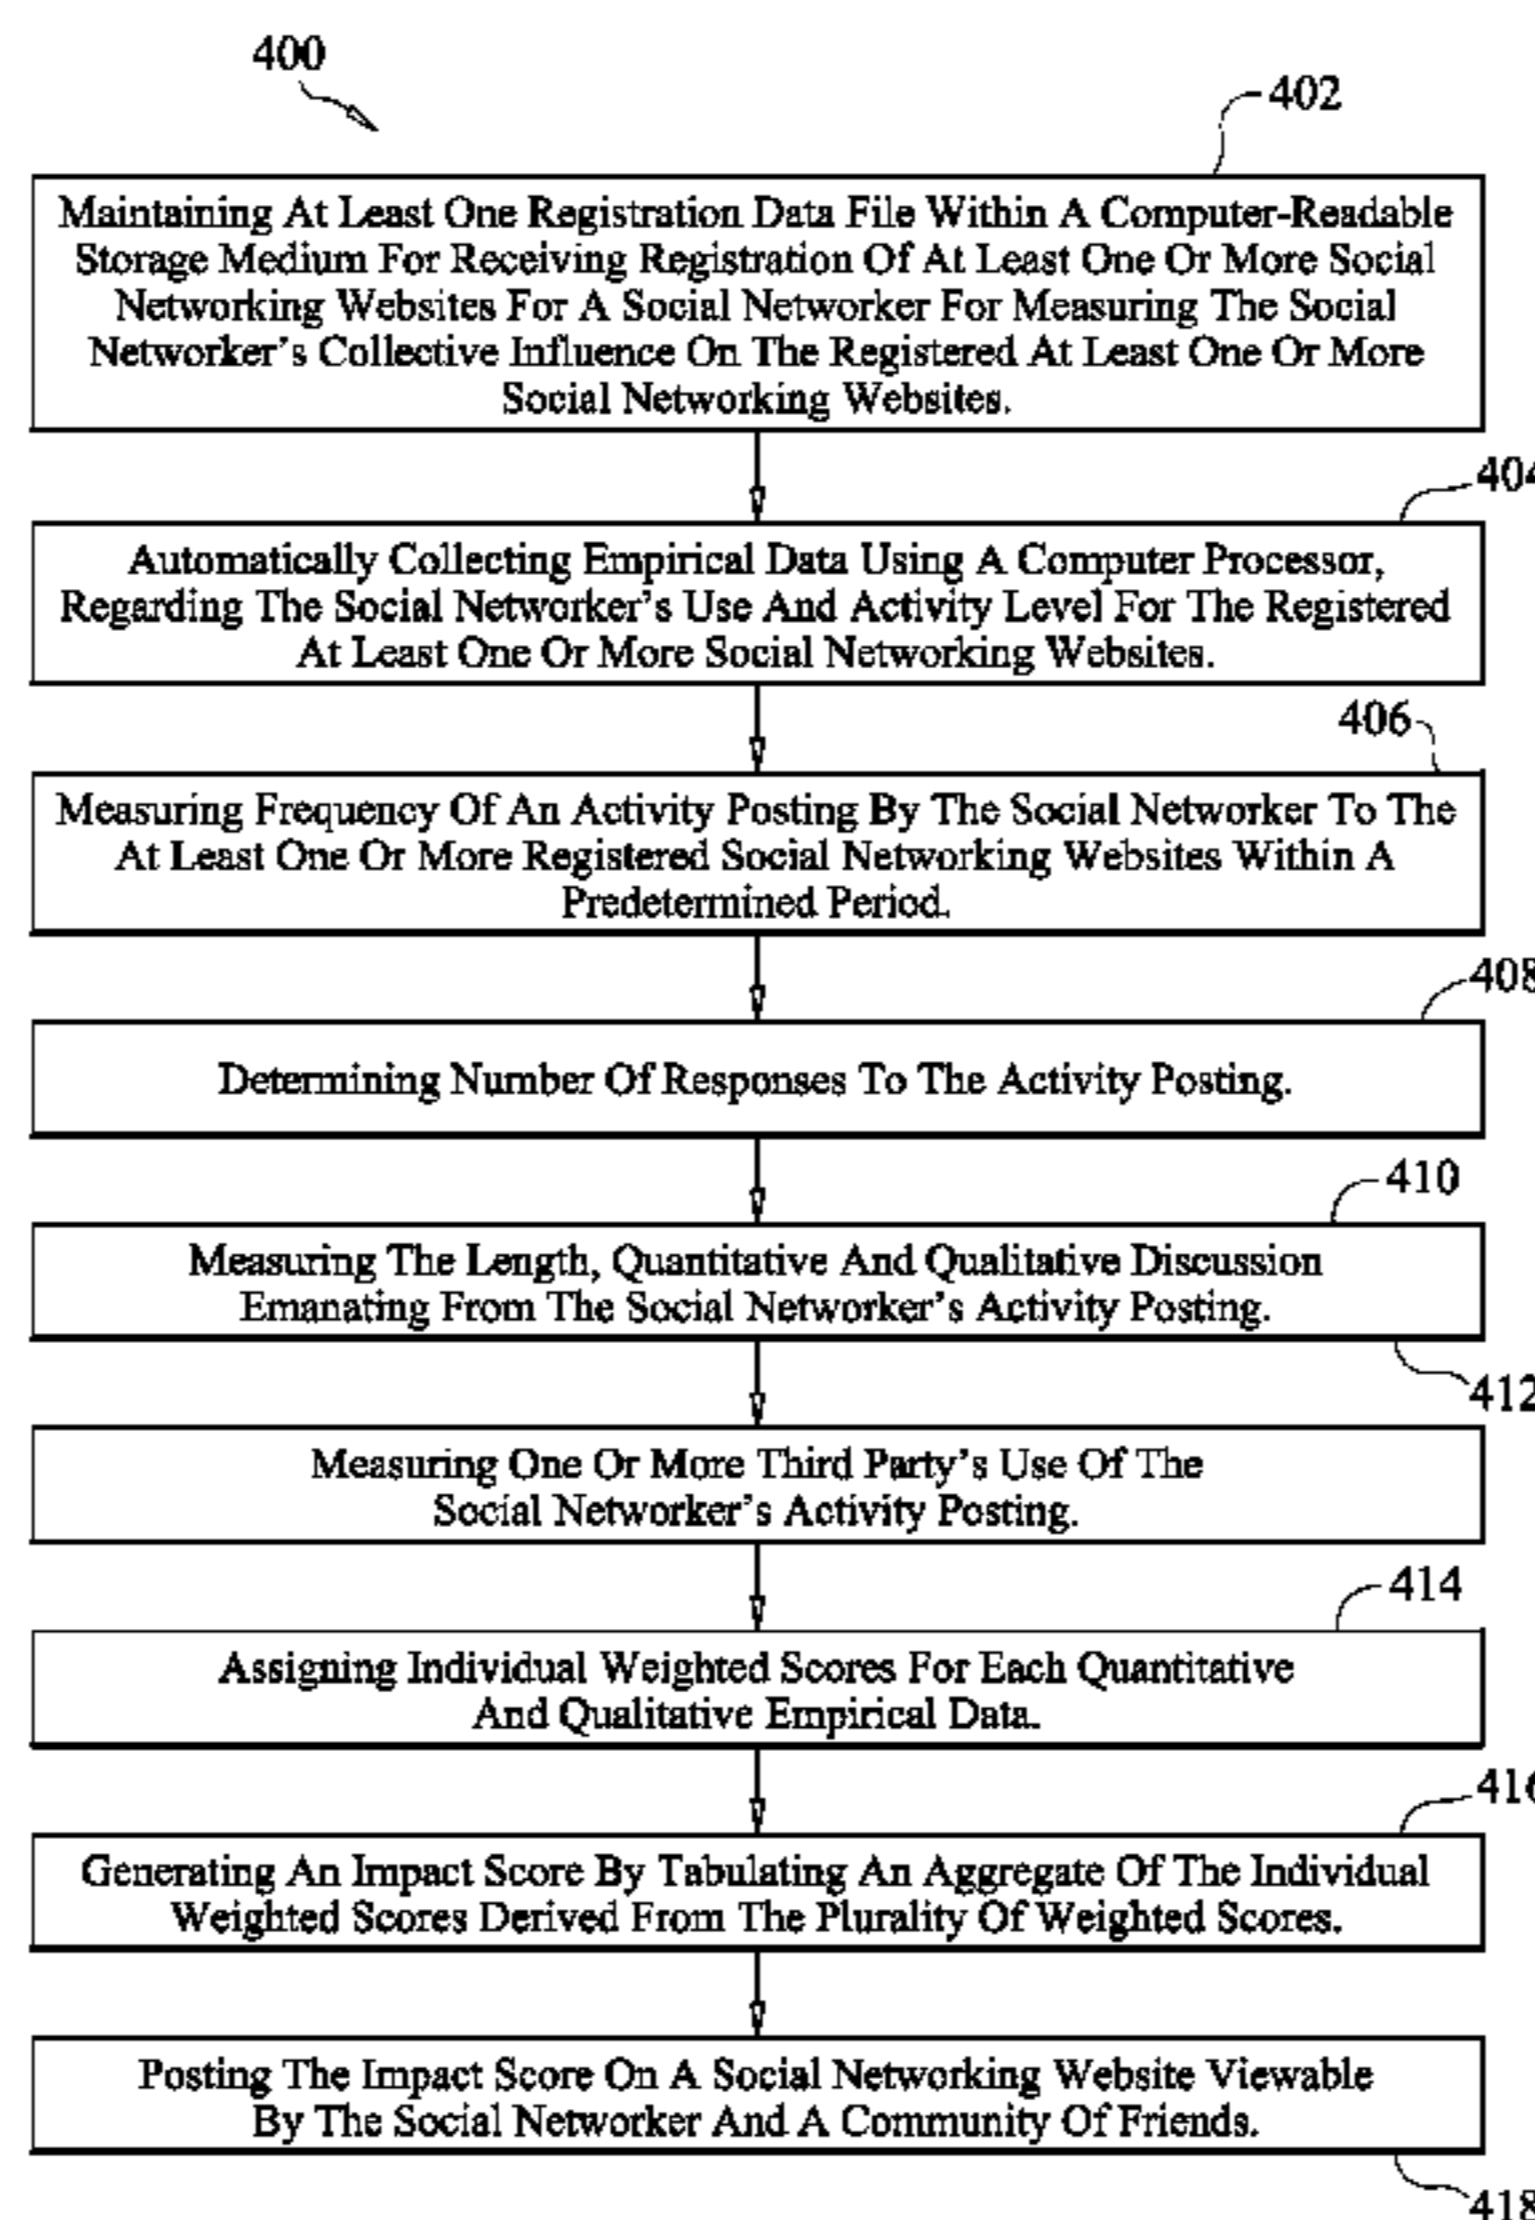 400
402
Maintaining At Least One Registration Data File Within A Computer-Readable
Storage Medium For Receiving Registration Of At Least One Or More Social
Networking Websites For A Social Networker For Measuring The Social
Networker's Collective Influence On The Registered At Least One Or More
Social Networking Websites.
404
Automatically Collecting Empirical Data Using A Computer Processor,
Regarding The Social Networker's Use And Activity Level For The Registered
At Least One Or More Social Networking Websites.
406
Measuring Frequency Of An Activity Posting By The Social Networker To The
At Least One Or More Registered Social Networking Websites Within A
Predetermined Period.
408
Determining Number Of Responses To The Activity Posting.
410
Measuring The Length, Quantitative And Qualitative Discussion
Emanating From The Social Networker's Activity Posting.
412
Measuring One Or More Third Party's Use Of The
Social Networker's Activity Posting.
414
Assigning Individual Weighted Scores For Each Quantitative
And Qualitative Empirical Data.
416
Generating An Impact Score By Tabulating An Aggregate Of The Individual
Weighted Scores Derived From The Plurality Of Weighted Scores.
Posting The Impact Score On A Social Networking Website Viewable
By The Social Networker And A Community Of Friends.
418